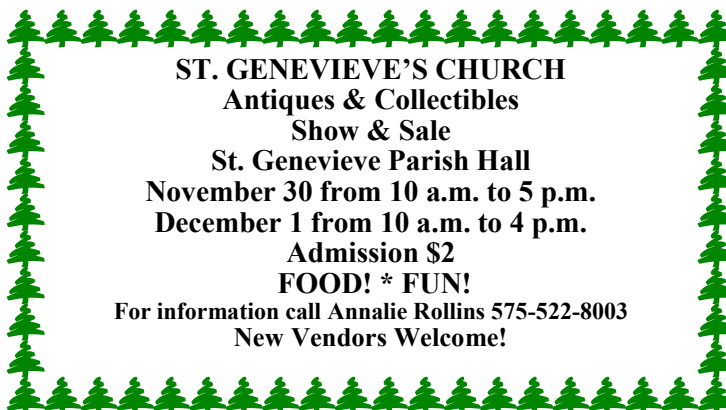 ST. GENEVIEVE’S CHURCH
Antiques & Collectibles
Show & Sale
St. Genevieve Parish Hall
November 30 from 10 a.m. to 5 p.m.
December 1 from 10 a.m. to 4 p.m.
Admission $2
FOOD! * FUN!
For information call Annalie Rollins 575-522-8003
New Vendors Welcome!